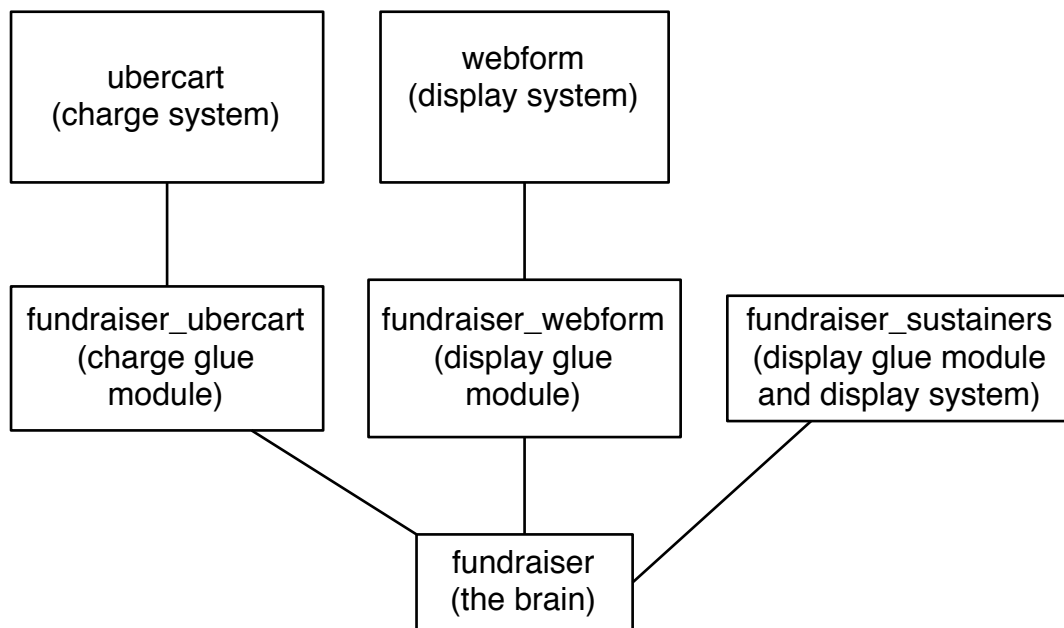 ubercart
(charge system)
webform
(display system)
fundraiser_ubercart
(charge glue
module)
fundraiser_webform
(display glue
module)
fundraiser_sustainers
(display glue module
and display system)
fundraiser
(the brain)